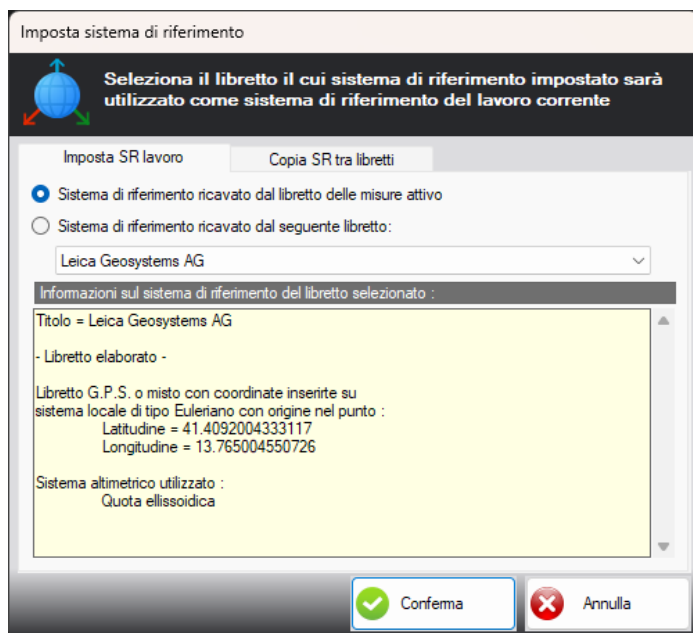 Imposta sistema di riferimento
Seleziona il libretto il cui sistema di riferimento impostato sarà
utilizzato come sistema di riferimento del lavoro corrente
Imposta SR lavoro
Copia SR tra libretti
Sistema di riferimento ricavato dal libretto delle misure attivo
Sistema di riferimento ricavato dal seguente libretto:
Leica Geosystems AG
Informazioni sul sistema di riferimento del libretto selezionato :
Titolo = Leica Geosystems AG
- Libretto elaborato -
Libretto G.P.S. o misto con coordinate inserite su
sistema locale di tipo Euleriano con origine nel punto :
Latitudine = 41.4092004333117
Longitudine = 13.765004550726
Sistema altimetrico utilizzato :
Quota ellissoidica
Conferma
Annulla